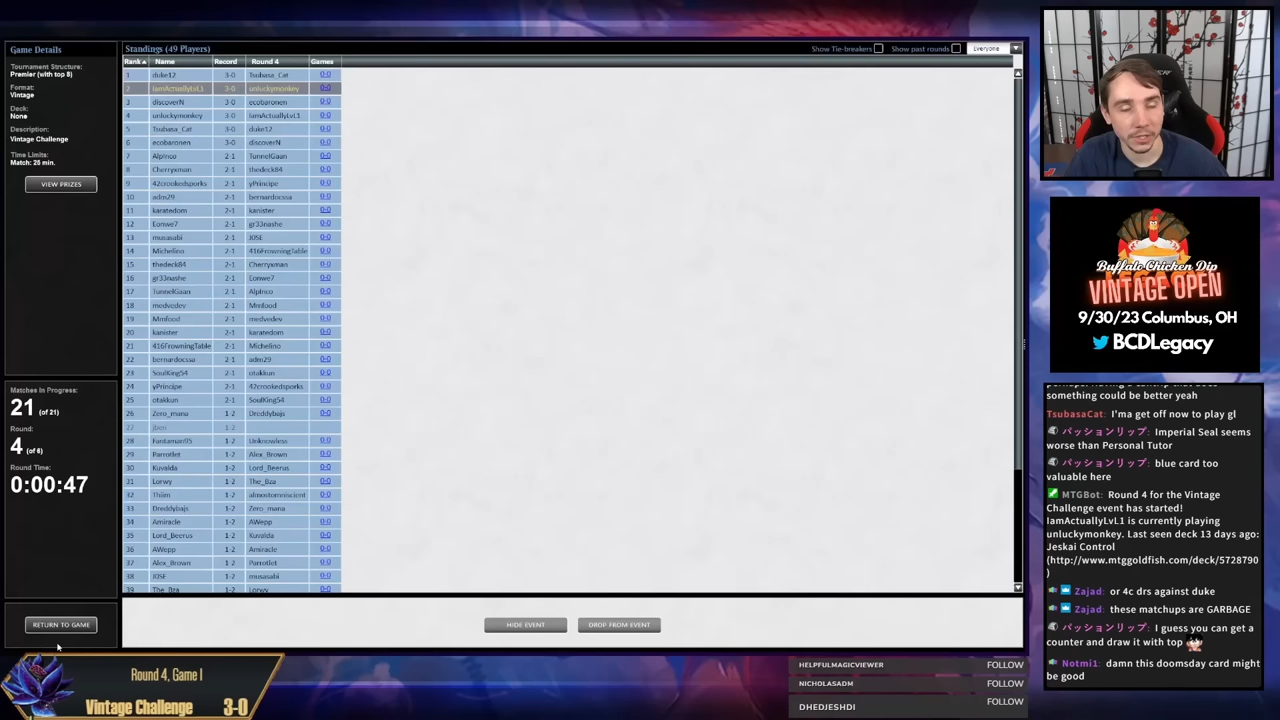 Game Details
Tournament Structure:
Premier (with top 8)
Format:
Vintage
Deck:
None
Description:
Vintage Challenge
Time Limits:
Match: 25 min.
VIEW PRIZES
Matches In Progress:
21 (of 21)
Round:
4 (of 6)
Round Time:
0:00:47
RETURN TO GAME
Standings (49 Players)
Show Tie-breakers
Show past rounds
Everyone
Rank Name Record Round 4 Games
1 duke12 3-0 Tsubasa_Cat 0-0
2 IamActuallyLvL1 3-0 unluckymonkey 0-0
3 discoverN 3-0 ecobaronen 0-0
4 unluckymonkey 3-0 IamActuallyLvL1 0-0
5 Tsubasa_Cat 3-0 duke12 0-0
6 ecobaronen 3-0 discoverN 0-0
7 AlpInco 2-1 TunnelGaan 0-0
8 Cherryxman 2-1 thedeck84 0-0
9 42crookedsporks 2-1 yPrincipe 0-0
10 adm29 2-1 bernardocssa 0-0
11 karatedom 2-1 kanister 0-0
12 Eonwe7 2-1 gr33nashe 0-0
13 musasabi 2-1 J0SE 0-0
14 Michelino 2-1 416FrowningTable 0-0
15 thedeck84 2-1 Cherryxman 0-0
16 gr33nashe 2-1 Eonwe7 0-0
17 TunnelGaan 2-1 AlpInco 0-0
18 medvedev 2-1 Mmfood 0-0
19 Mmfood 2-1 medvedev 0-0
20 kanister 2-1 karatedom 0-0
21 416FrowningTable 2-1 Michelino 0-0
22 bernardocssa 2-1 adm29 0-0
23 SoulKing54 2-1 otakkun 0-0
24 yPrincipe 2-1 42crookedsporks 0-0
25 otakkun 2-1 SoulKing54 0-0
26 Zero_mana 1-2 Dreddybajs 0-0
27 1-2
28 Fantaman95 1-2 Unknowless 0-0
29 Parrotlet 1-2 Alex_Brown 0-0
30 Kuvalda 1-2 Lord_Beerus 0-0
31 Lorwy 1-2 The_Bza 0-0
32 Thiim 1-2 almostomniscient 0-0
33 Dreddybajs 1-2 Zero_mana 0-0
34 Amiracle 1-2 AWepp 0-0
35 Lord_Beerus 1-2 Kuvalda 0-0
36 AWepp 1-2 Amiracle 0-0
37 Alex_Brown 1-2 Parrotlet 0-0
38 J0SE 1-2 musasabi 0-0
39 The_Bza 1-2 Lorwy 0-0
HIDE EVENT
DROP FROM EVENT
Buffalo Chicken Dip
VINTAGE OPEN
9/30/23 Columbus, OH
BCDLegacy
something could be better yeah
TsubasaCat: I'ma get off now to play gl
パッションリップ: Imperial Seal seems
worse than Personal Tutor
パッションリップ: blue card too
valuable here
MTGBot: Round 4 for the Vintage
Challenge event has started!
IamActuallyLvL1 is currently playing
unluckymonkey. Last seen deck 13 days ago:
Jeskai Control
(http://www.mtggoldfish.com/deck/5728790
)
Zajad: or 4c drs against duke
Zajad: these matchups are GARBAGE
パッションリップ: I guess you can get a
counter and draw it with top
Notmi1: damn this doomsday card might
be good
Round 4, Game 1
Vintage Challenge 3-0
HELPFULMAGICVIEWER FOLLOW
NICHOLASADM FOLLOW
DHEDJESHDI FOLLOW